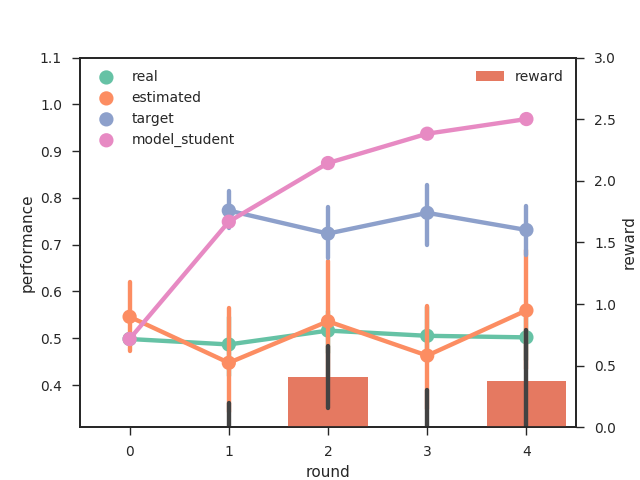 1.1
1.0
0.9
0.8
0.7
0.6
0.5
0.4
performance
real
estimated
target
model_student
reward
3.0
2.5
2.0
1.5
1.0
0.5
0.0
reward
0 1 2 3 4
round